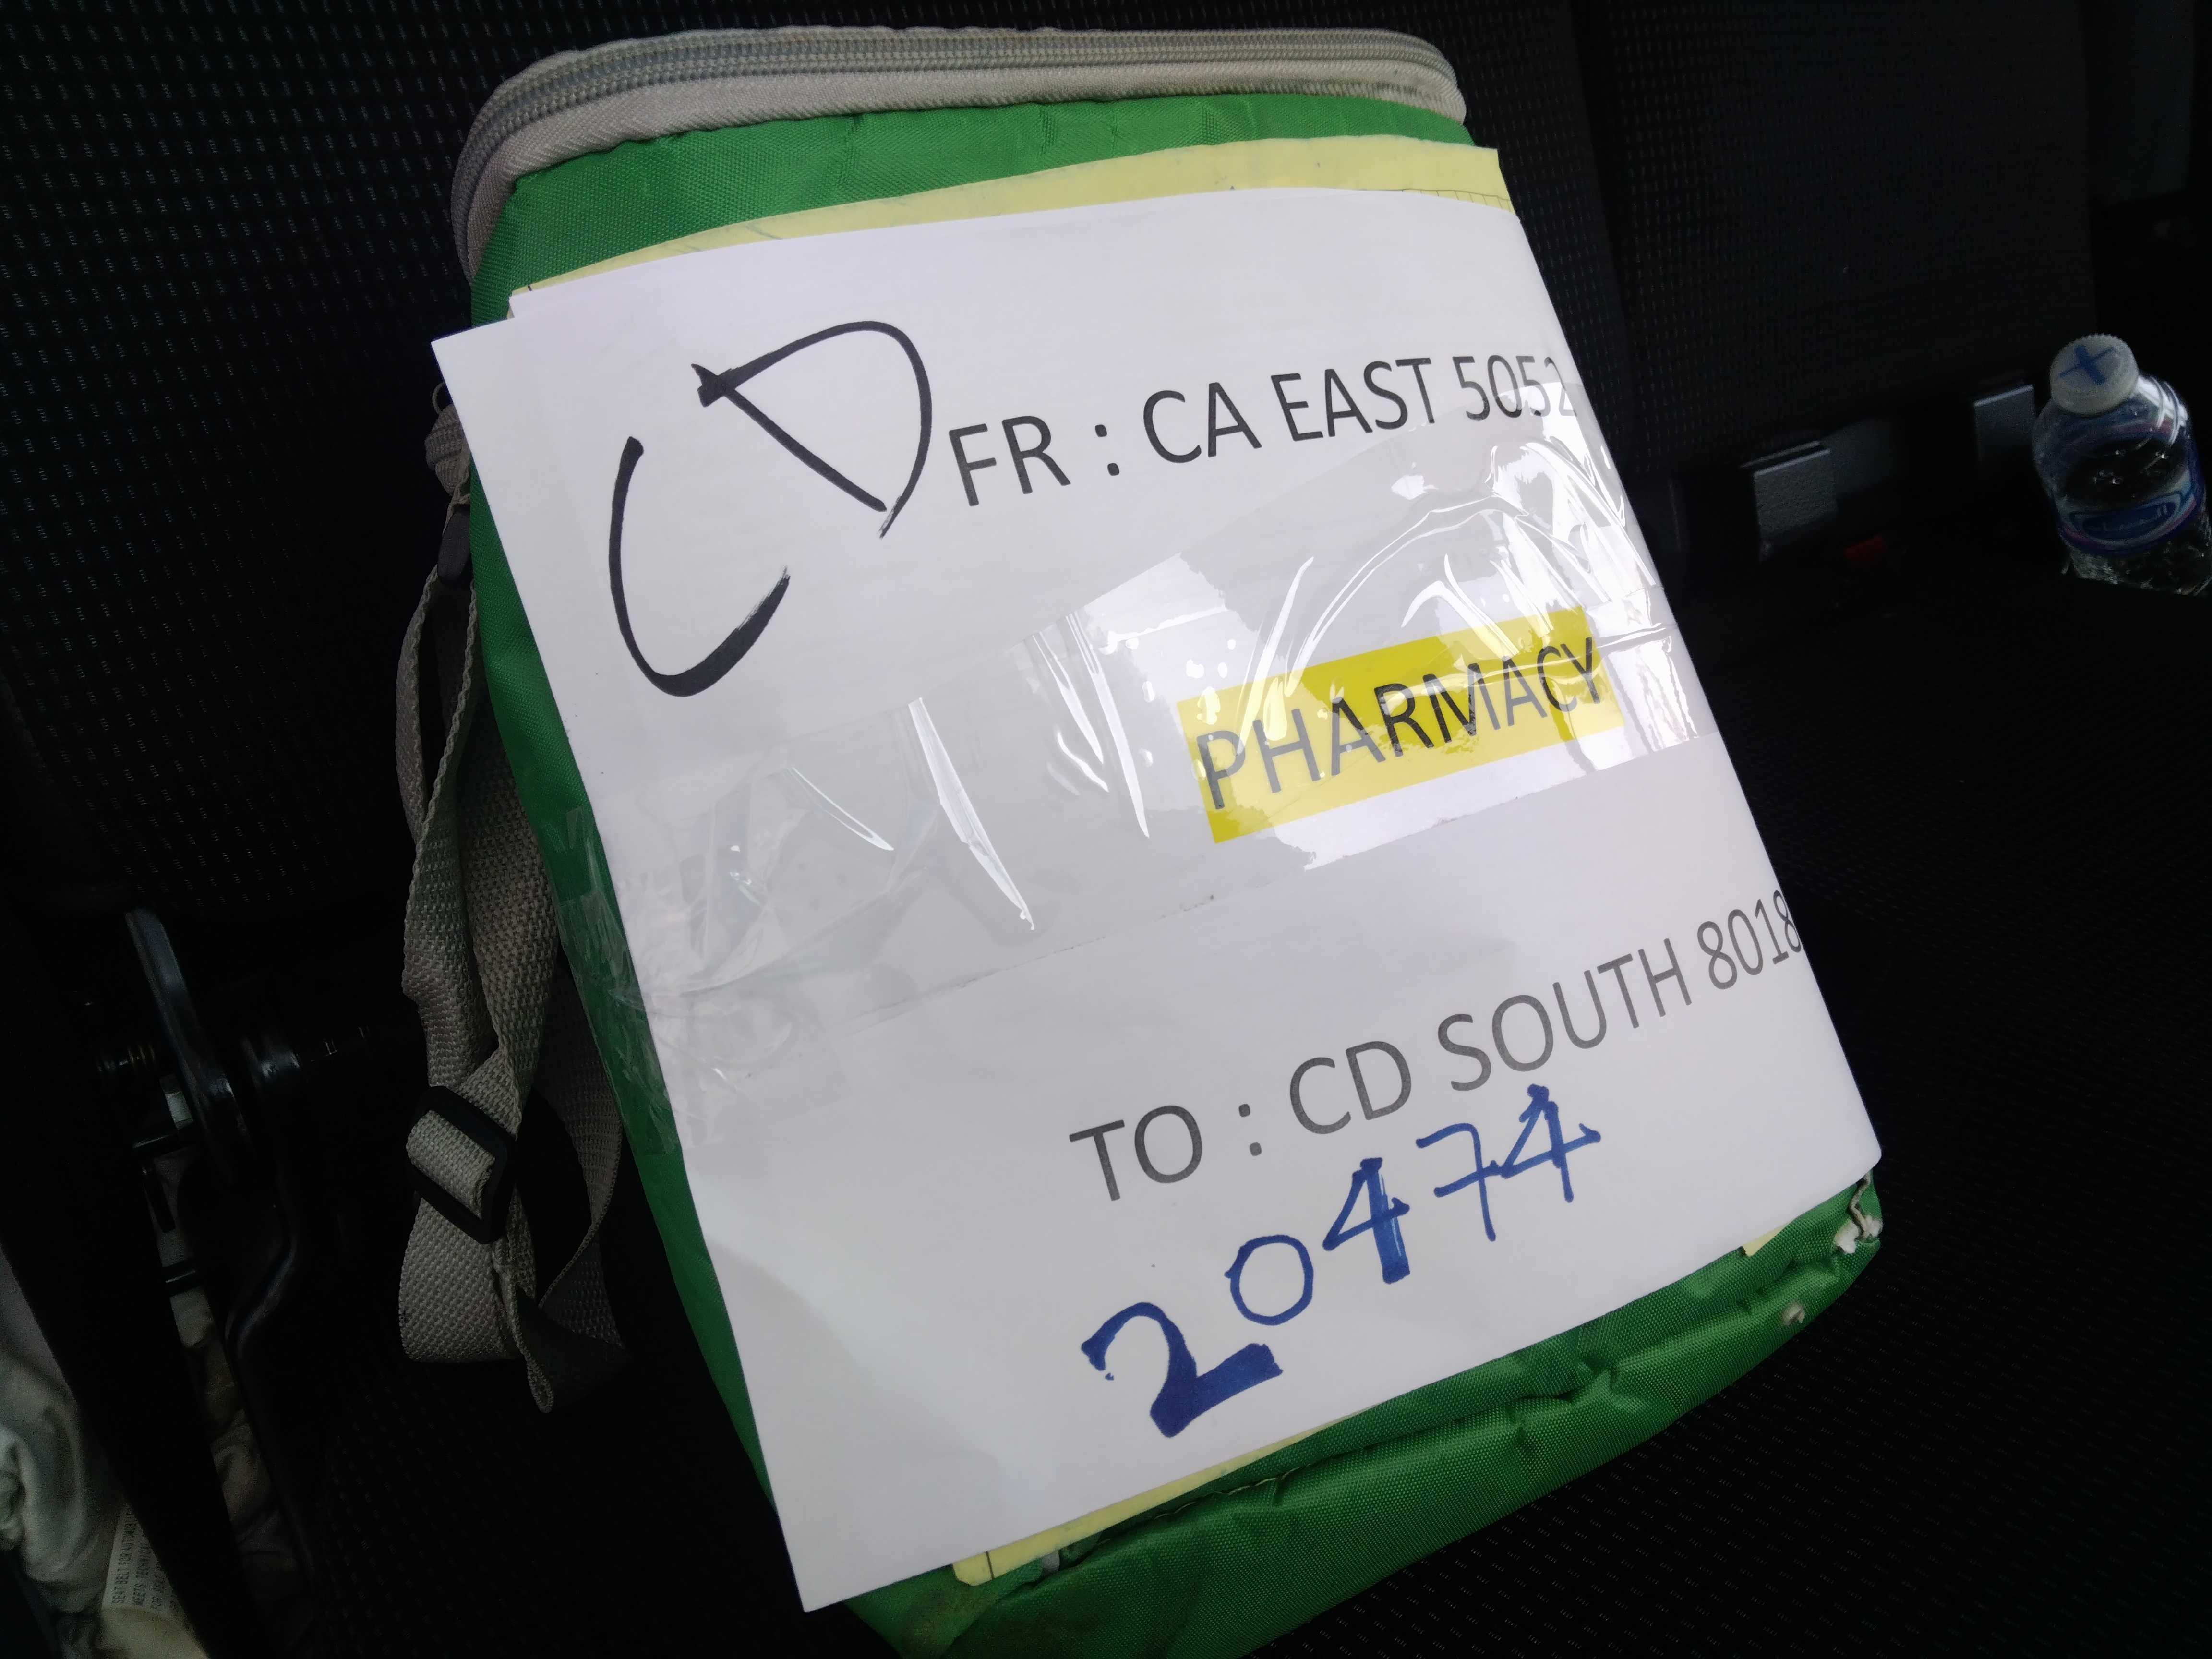 CD
FR : CA EAST 5052
PHARMACY
TO : CD SOUTH 8018
20474